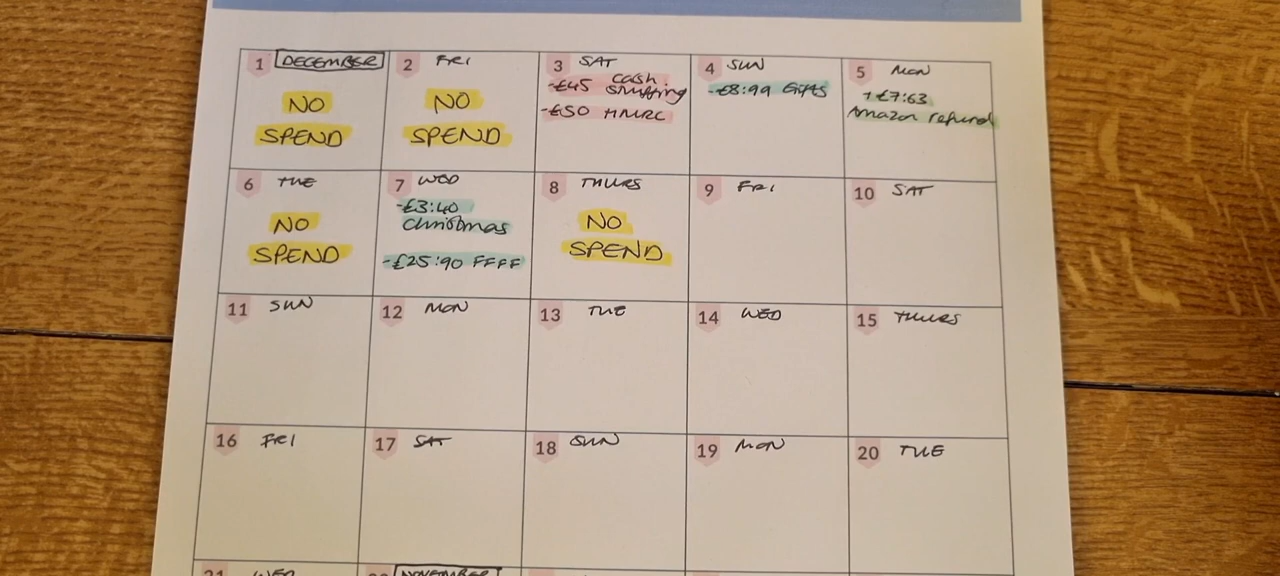 1 DECEMBER
NO
SPEND
2 FRI
NO
SPEND
3 SAT
-£45 cash
stuffing
-£50 HMRC
4 SUN
-£8:99 Gifts
5 MON
+£7:63
Amazon refund
6 TUE
NO
SPEND
7 WED
-£3:40
Christmas
-£25:90 FFFF
8 THURS
NO
SPEND
9 FRI
10 SAT
11 SUN
12 MON
13 TUE
14 WED
15 THURS
16 FRI
17 SAT
18 SUN
19 MON
20 TUE
21 WED
NOVEMBER